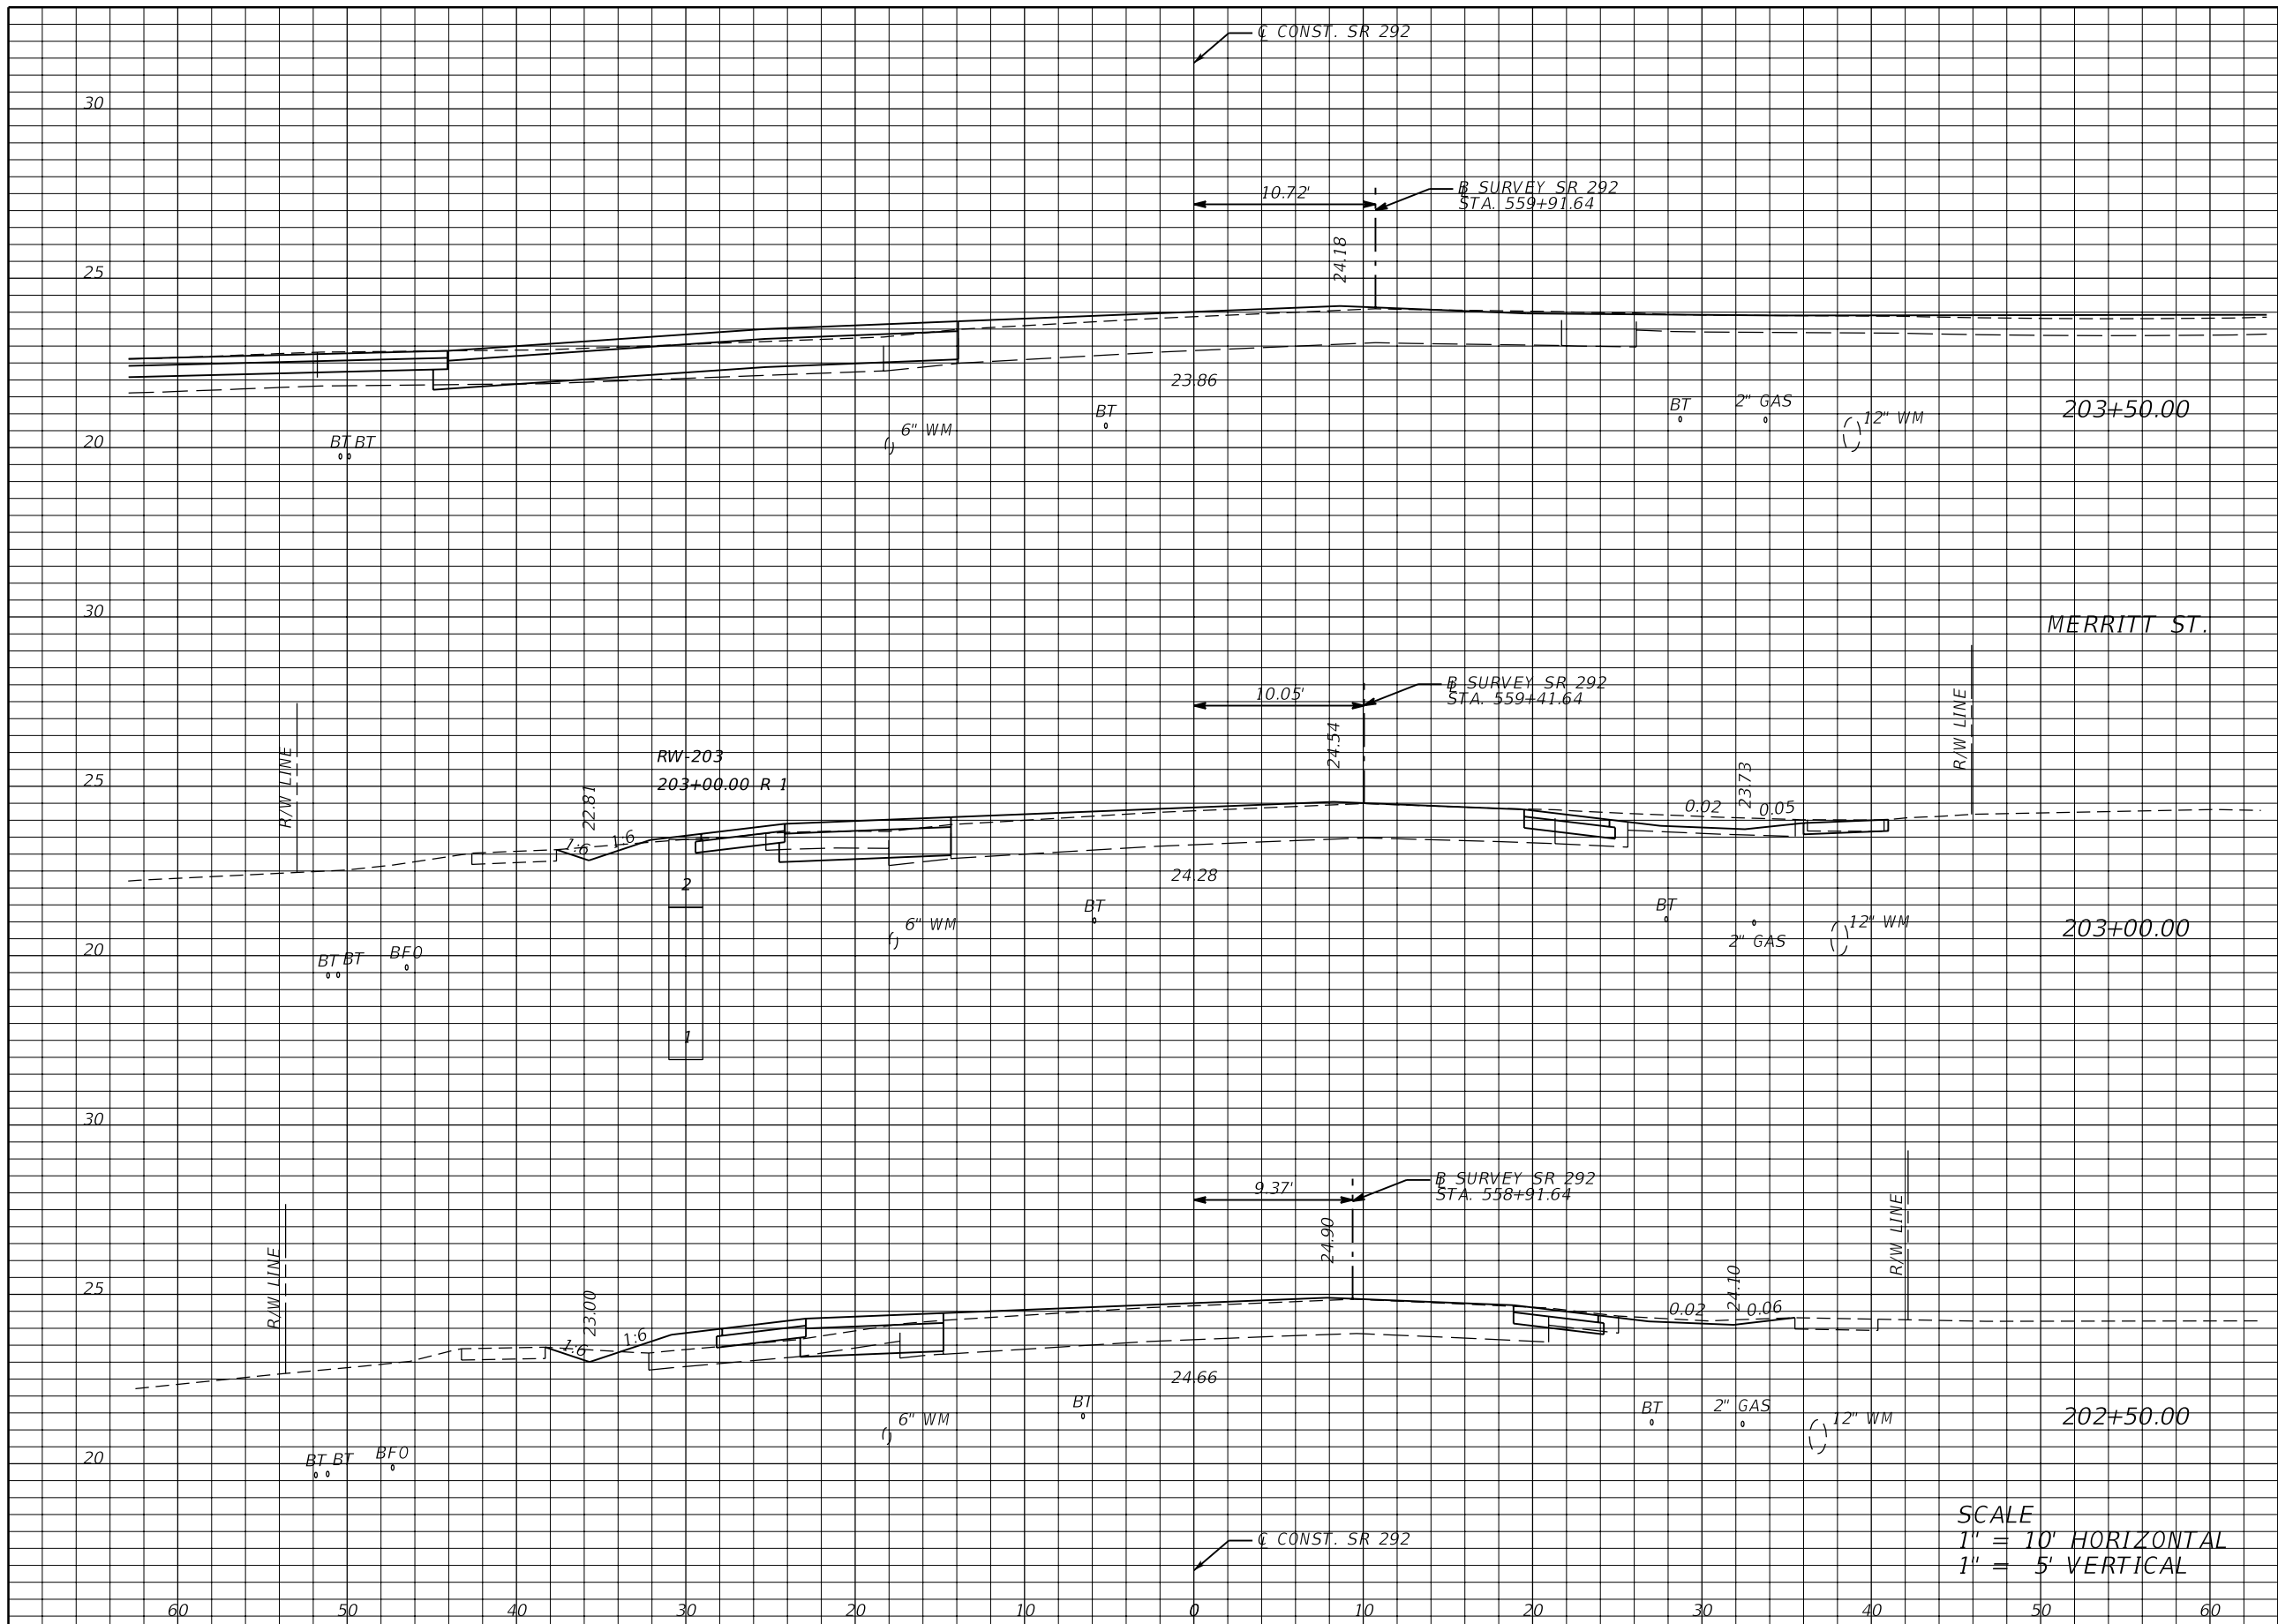 ℄ CONST. SR 292
30
10.72'
℄ SURVEY SR 292
STA. 559+91.64
24.18
25
23.86
BT
BT
2" GAS
12" WM
203+50.00
6" WM
20
BT BT
30
MERRITT ST.
10.05'
℄ SURVEY SR 292
STA. 559+41.64
R/W LINE
24.54
R/W LINE
RW-203
203+00.00 R 1
25
22.81
23.73
0.02
0.05
1:6
1:6
24.28
2
BT
BT
6" WM
12" WM
203+00.00
2" GAS
20
BT BT
BFO
1
30
9.37'
℄ SURVEY SR 292
STA. 558+91.64
R/W LINE
24.90
R/W LINE
25
23.00
24.10
0.02
0.06
1:6
1:6
24.66
BT
BT
2" GAS
12" WM
202+50.00
6" WM
20
BT BT
BFO
℄ CONST. SR 292
SCALE
1" = 10' HORIZONTAL
1" = 5' VERTICAL
60 50 40 30 20 10 0 10 20 30 40 50 60